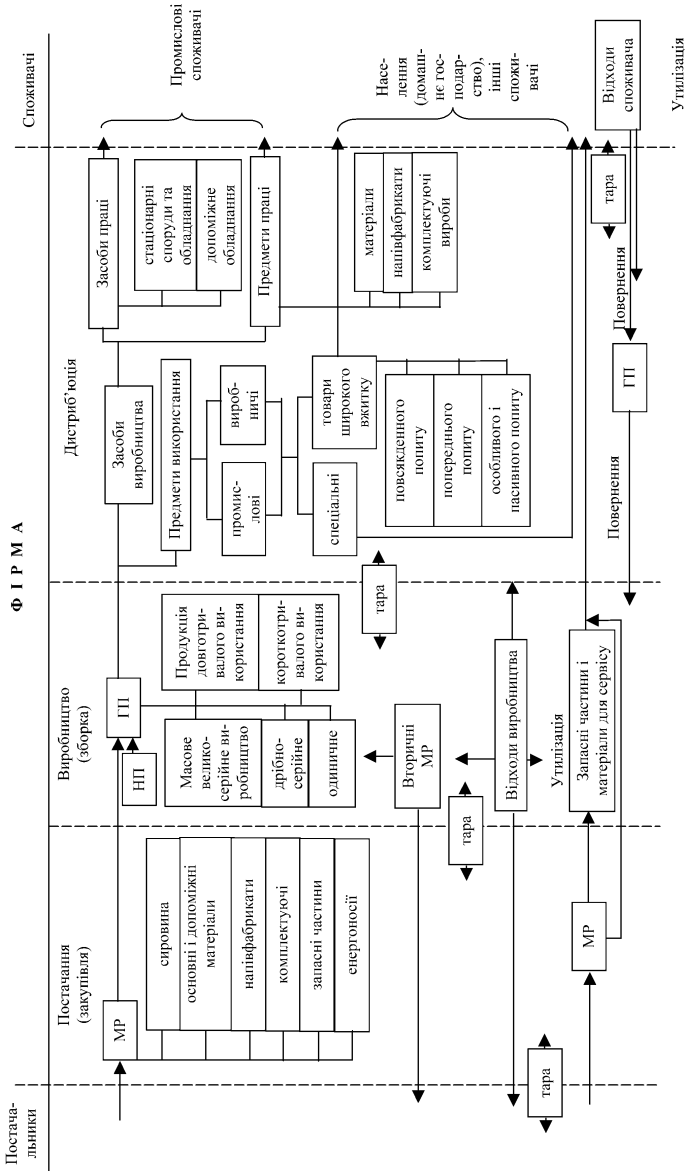 Ф І Р М А
Постача-
льники
Постачання
(закупівля)
Виробництво
(зборка)
Дистриб’юція
Споживачі
МР
сировина
основні і допоміжні
матеріали
напівфабрикати
комплектуючі
запасні частини
енергоносії
НП
ГП
Масове
велико-
серійне ви-
робництво
дрібно-
серійне
одиничне
Продукція
довготри-
валого ви-
користання
короткотри-
валого ви-
користання
Вторичні
МР
тара
тара
Відходи виробництва
Утилізація
Засоби
виробництва
Предмети використання
промис-
лові
вироб-
ничі
спеціальні
товари
широкого
вжитку
повсякденного
попиту
попереднього
попиту
особливого і
пасивного попиту
Засоби праці
стаціонарні
споруди та
обладнання
допоміжне
обладнання
Предмети праці
матеріали
напівфабрикати
комплектуючі
вироби
Промислові
споживачі
Насе-
лення
(домаш-
нє гос-
подар-
ство),
інші
спожи-
вачі
тара
МР
Запасні частини і
матеріали для сервісу
Повернення
ГП
Повернення
тара
Відходи
споживача
Утилізація